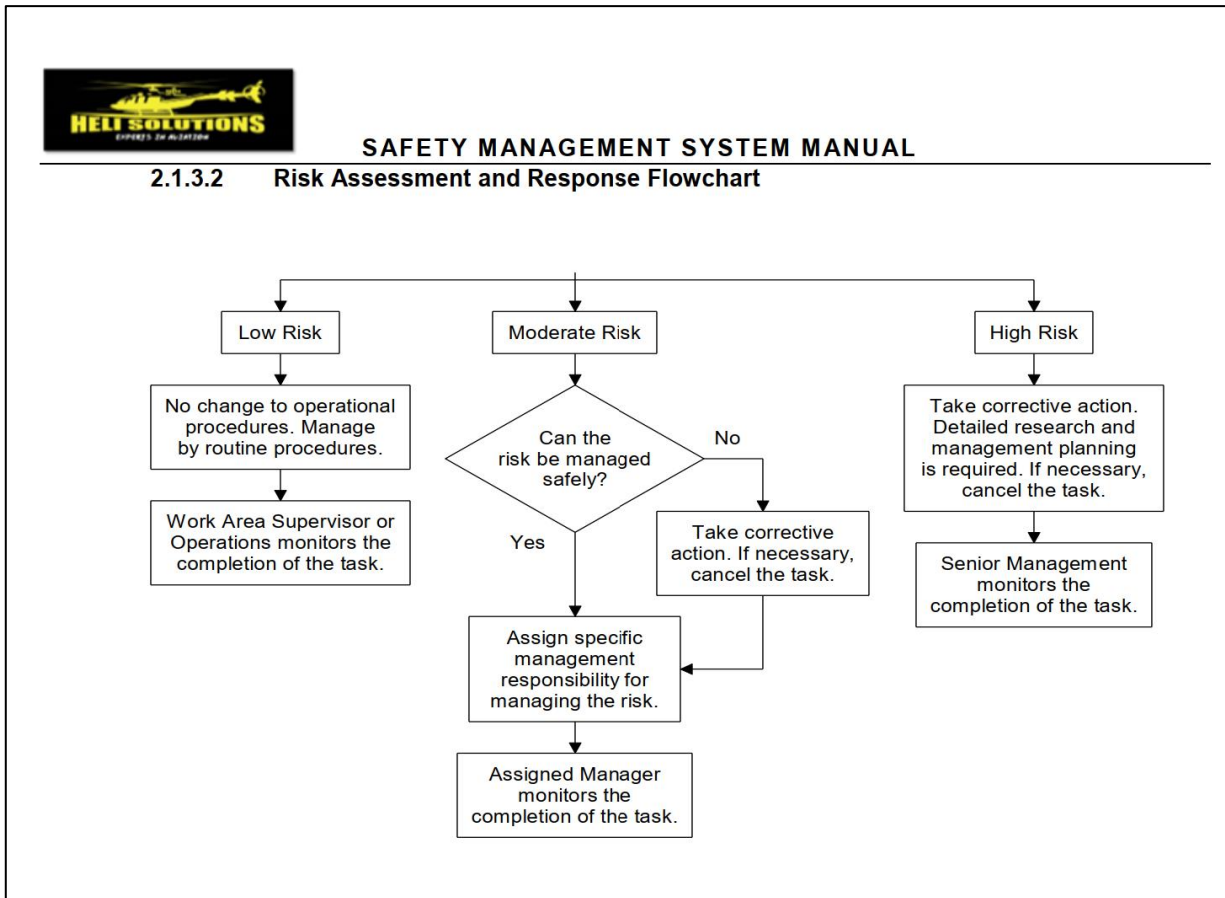 HELI SOLUTIONS
EXPERTS IN AVIATION
SAFETY MANAGEMENT SYSTEM MANUAL
2.1.3.2 Risk Assessment and Response Flowchart
Low Risk
Moderate Risk
High Risk
No change to operational
procedures. Manage
by routine procedures.
Work Area Supervisor or
Operations monitors the
completion of the task.
Can the
risk be managed
safely?
No
Yes
Take corrective
action. If necessary,
cancel the task.
Assign specific
management
responsibility for
managing the risk.
Assigned Manager
monitors the
completion of the task.
Take corrective action.
Detailed research and
management planning
is required. If necessary,
cancel the task.
Senior Management
monitors the
completion of the task.